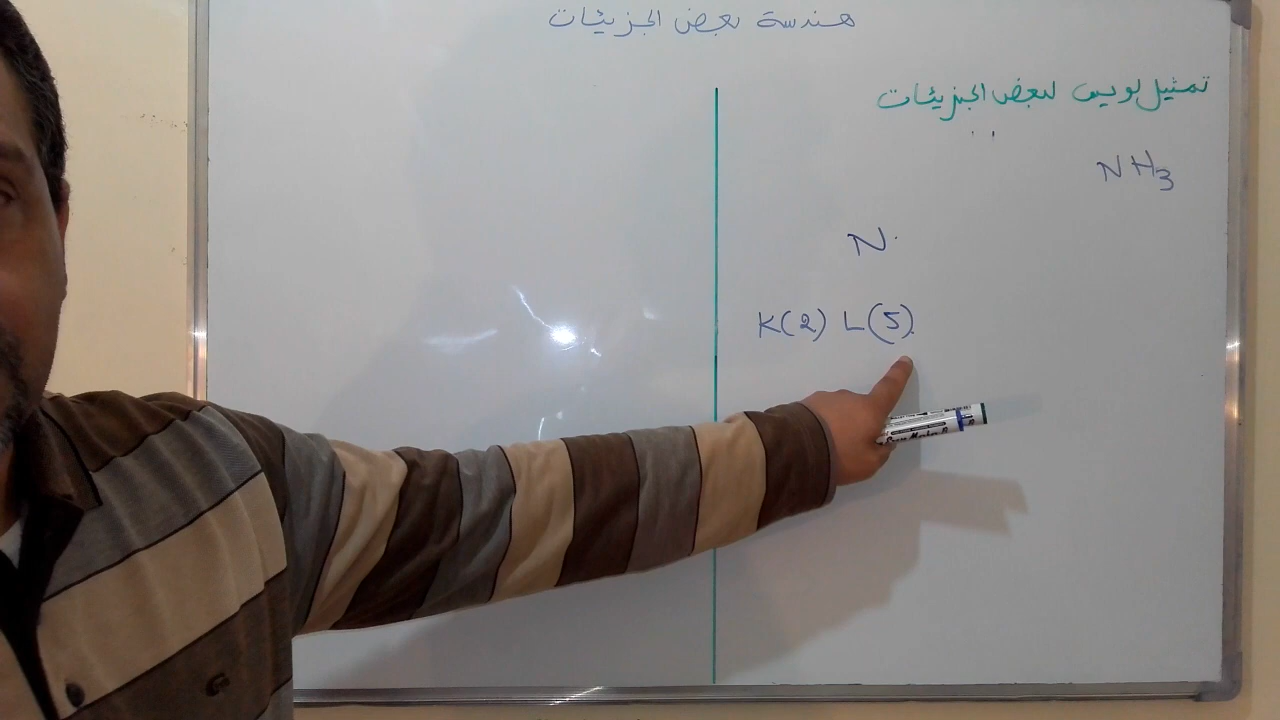 هندسة بعض الجزيئات
تمثيل لويس لبعض الجزيئات
NH3
N
K(2) L(5)